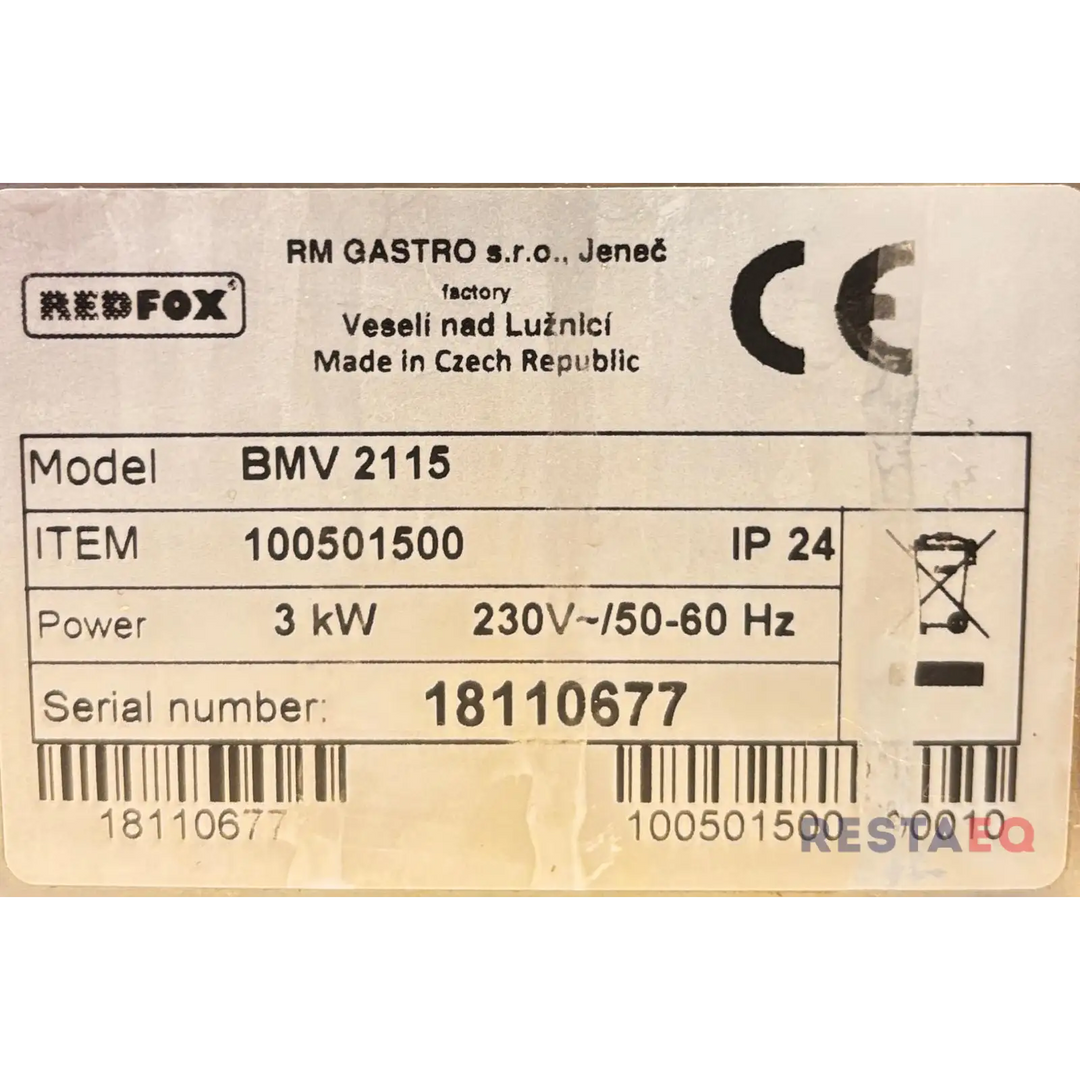 REDFOX®
RM GASTRO s.r.o., Jeneč
factory
Veselí nad Lužnicí
Made in Czech Republic
CE
Model BMV 2115
ITEM 100501500 IP 24
Power 3 kW 230V~/50-60 Hz
Serial number: 18110677
18110677 100501500 0010
RESTAEQ